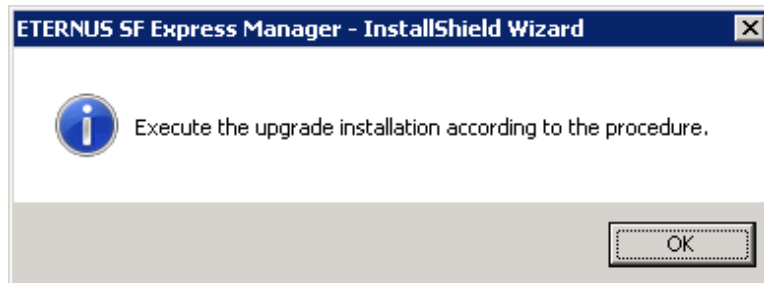 ETERNUS SF Express Manager - InstallShield Wizard
Execute the upgrade installation according to the procedure.
OK